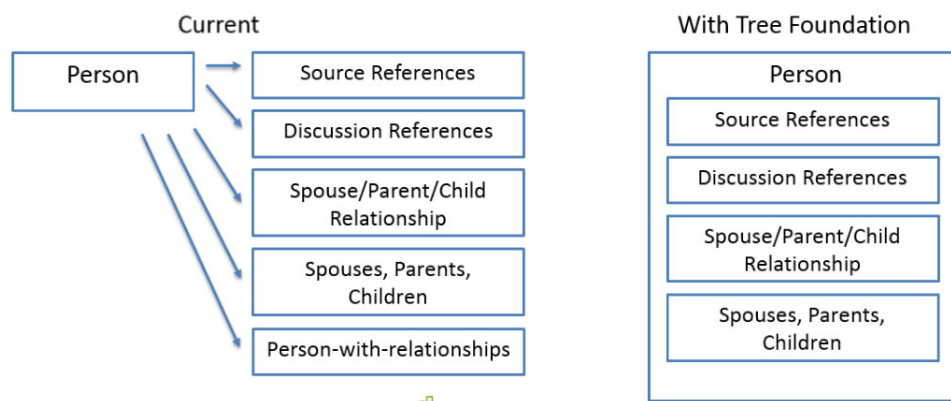 Current
Person
Source References
Discussion References
Spouse/Parent/Child
Relationship
Spouses, Parents,
Children
Person-with-relationships
With Tree Foundation
Person
Source References
Discussion References
Spouse/Parent/Child
Relationship
Spouses, Parents,
Children